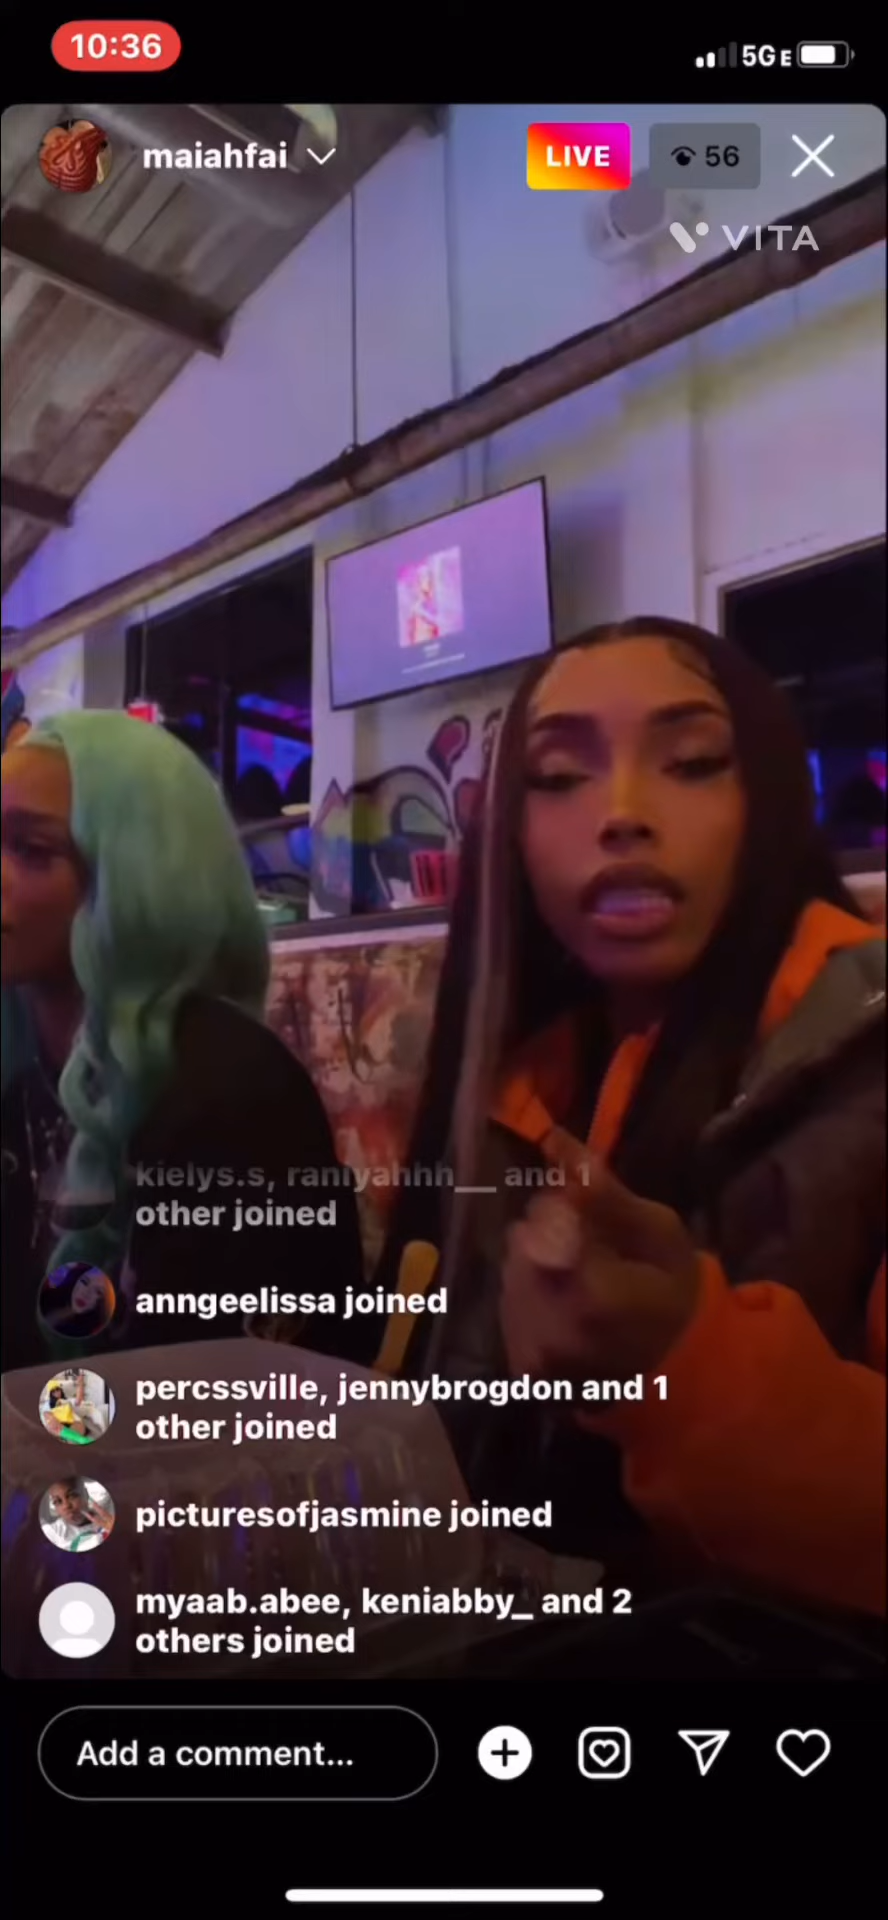 10:36
5GE
maiahfai
LIVE
56
VITA
kielys.s, raniyahhh__ and 1
other joined
anngeelissa joined
percssville, jennybrogdon and 1
other joined
picturesofjasmine joined
myaab.abee, keniabby_ and 2
others joined
Add a comment...